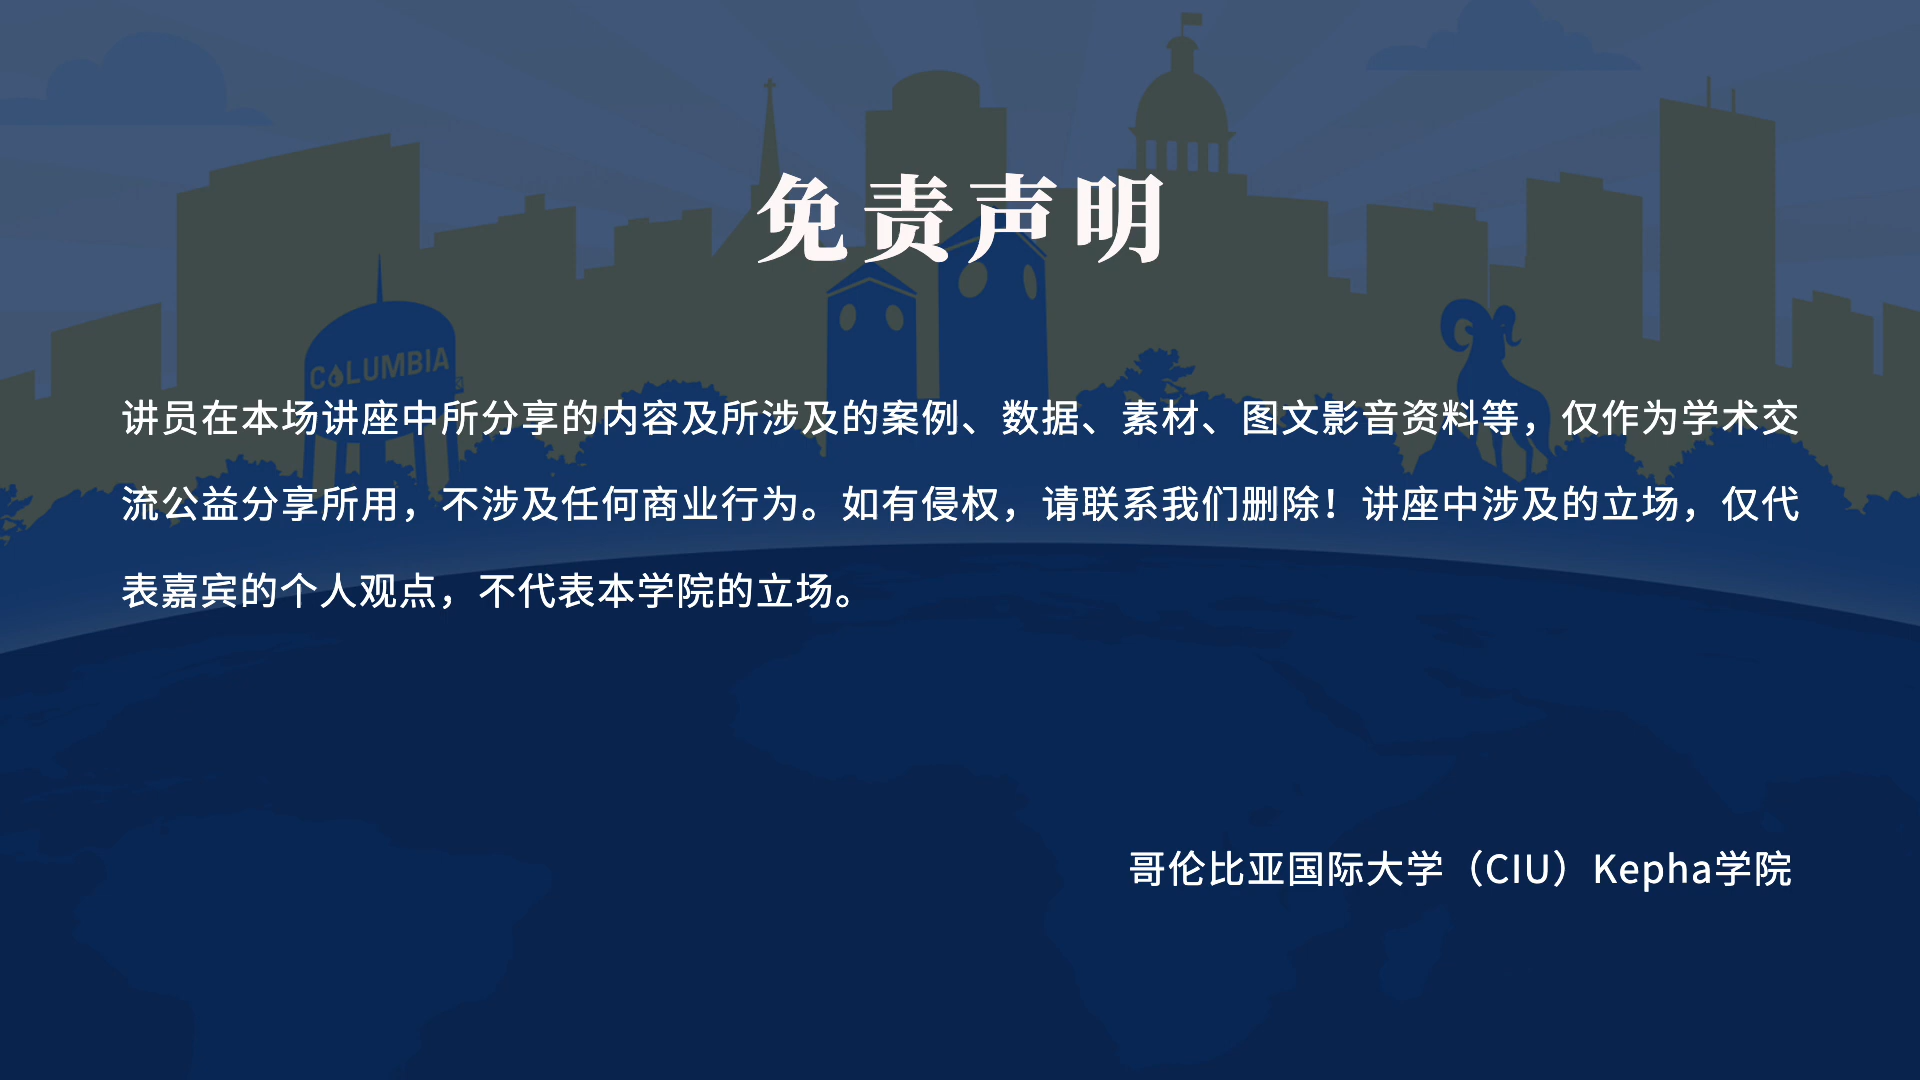 免责声明
COLUMBIA
讲员在本场讲座中所分享的内容及所涉及的案例、数据、素材、图文影音资料等，仅作为学术交
流公益分享所用，不涉及任何商业行为。如有侵权，请联系我们删除！讲座中涉及的立场，仅代
表嘉宾的个人观点，不代表本学院的立场。
哥伦比亚国际大学（CIU）Kepha学院